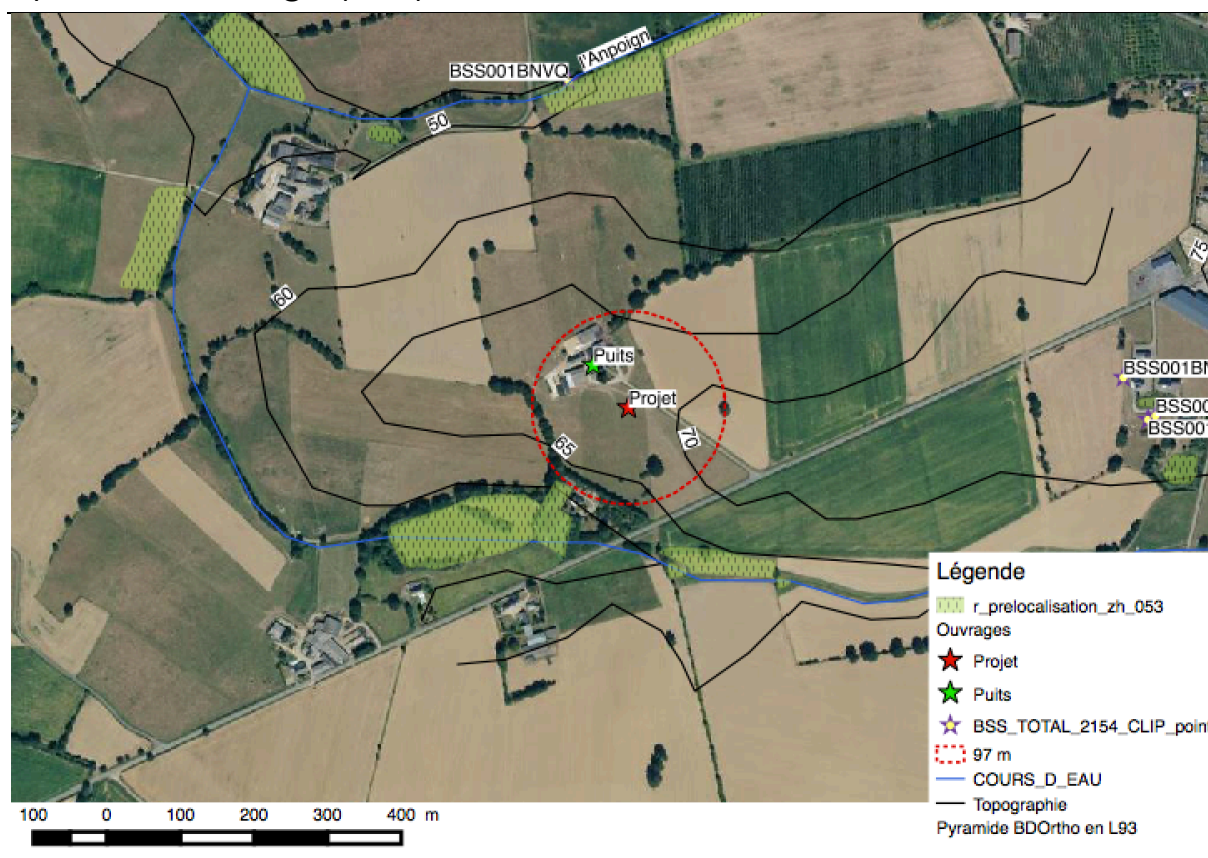 l'Anpoign
BSS001BNVQ
50
75
60
Puits
BSS001BN
Projet
BSS00
BSS001
70
65
Légende
r_prelocalisation_zh_053
Ouvrages
Projet
Puits
BSS_TOTAL_2154_CLIP_poin
97 m
COURS_D_EAU
Topographie
Pyramide BDOrtho en L93
100 0 100 200 300 400 m